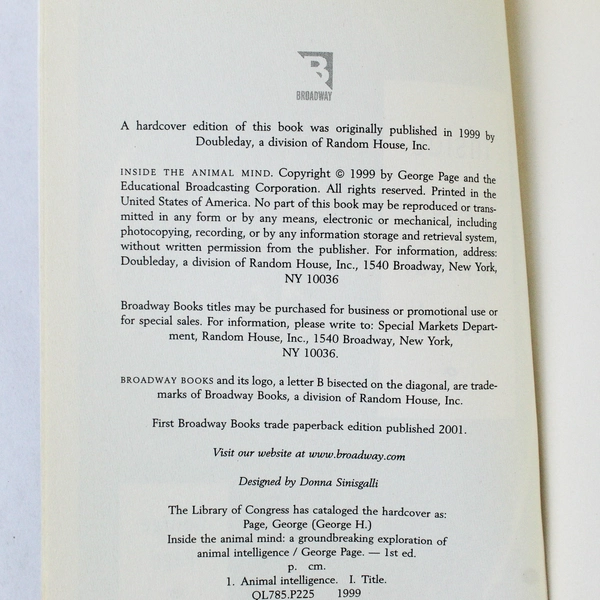 B
BROADWAY
A hardcover edition of this book was originally published in 1999 by
Doubleday, a division of Random House, Inc.
INSIDE THE ANIMAL MIND. Copyright © 1999 by George Page and the
Educational Broadcasting Corporation. All rights reserved. Printed in the
United States of America. No part of this book may be reproduced or trans-
mitted in any form or by any means, electronic or mechanical, including
photocopying, recording, or by any information storage and retrieval system,
without written permission from the publisher. For information, address:
Doubleday, a division of Random House, Inc., 1540 Broadway, New York,
NY 10036
Broadway Books titles may be purchased for business or promotional use or
for special sales. For information, please write to: Special Markets Depart-
ment, Random House, Inc., 1540 Broadway, New York,
NY 10036.
BROADWAY BOOKS and its logo, a letter B bisected on the diagonal, are trade-
marks of Broadway Books, a division of Random House, Inc.
First Broadway Books trade paperback edition published 2001.
Visit our website at www.broadway.com
Designed by Donna Sinisgalli
The Library of Congress has cataloged the hardcover as:
Page, George (George H.)
Inside the animal mind: a groundbreaking exploration of
animal intelligence / George Page. — 1st ed.
p. cm.
1. Animal intelligence. I. Title.
QL785.P225 1999